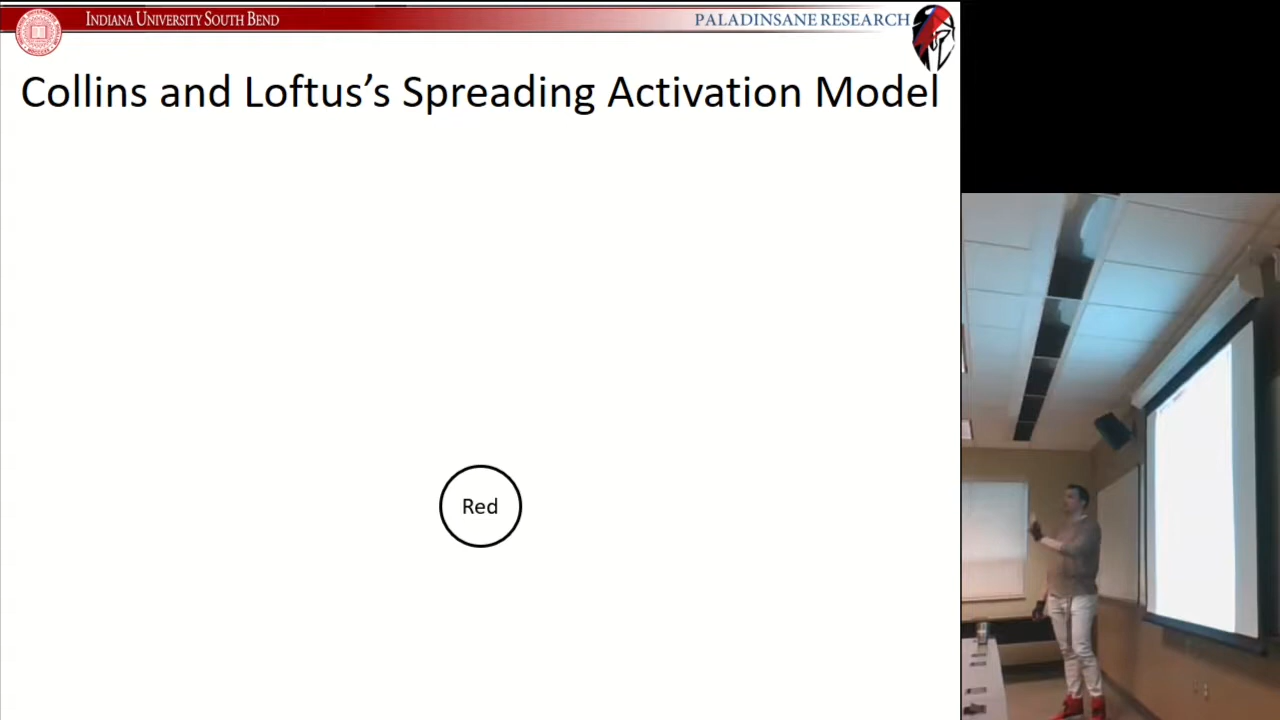 INDIANA UNIVERSITY SOUTH BEND
PALADINSANE RESEARCH
Collins and Loftus's Spreading Activation Model
Red